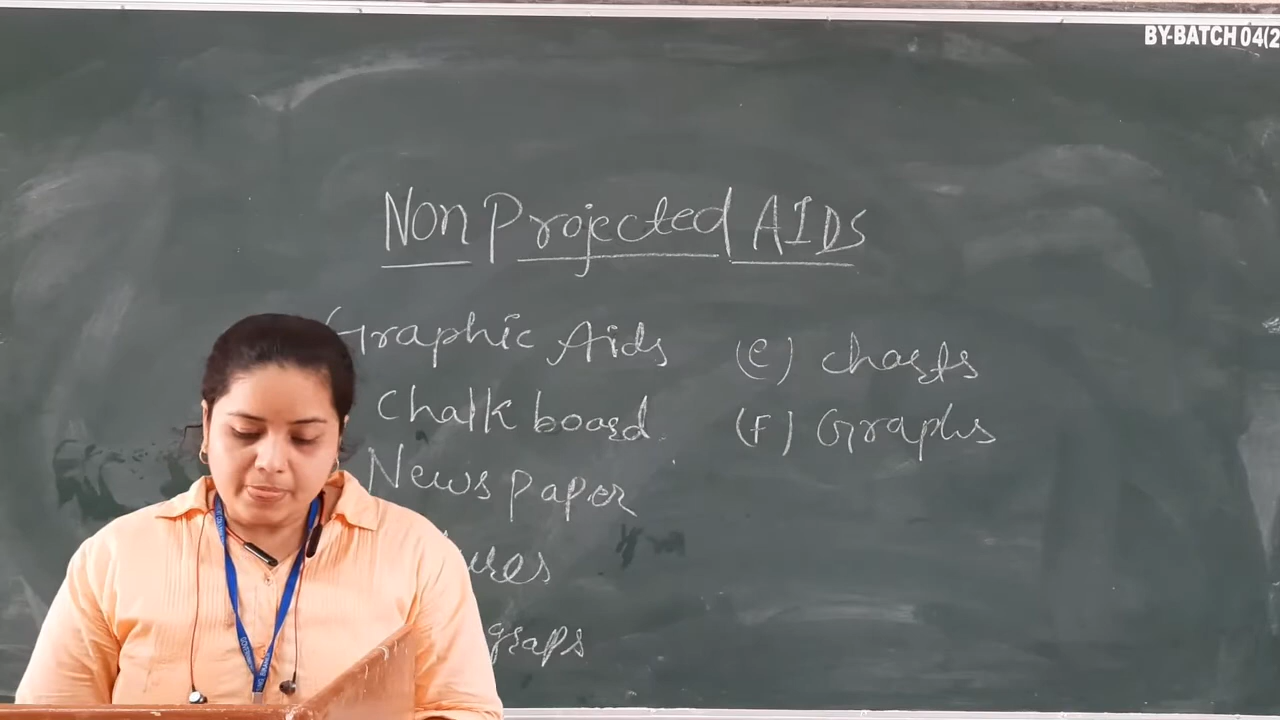 BY-BATCH 04(2
Non Projected AIDS
Graphic Aids
Chalk board
News paper
(e) charts
(F) Graphs